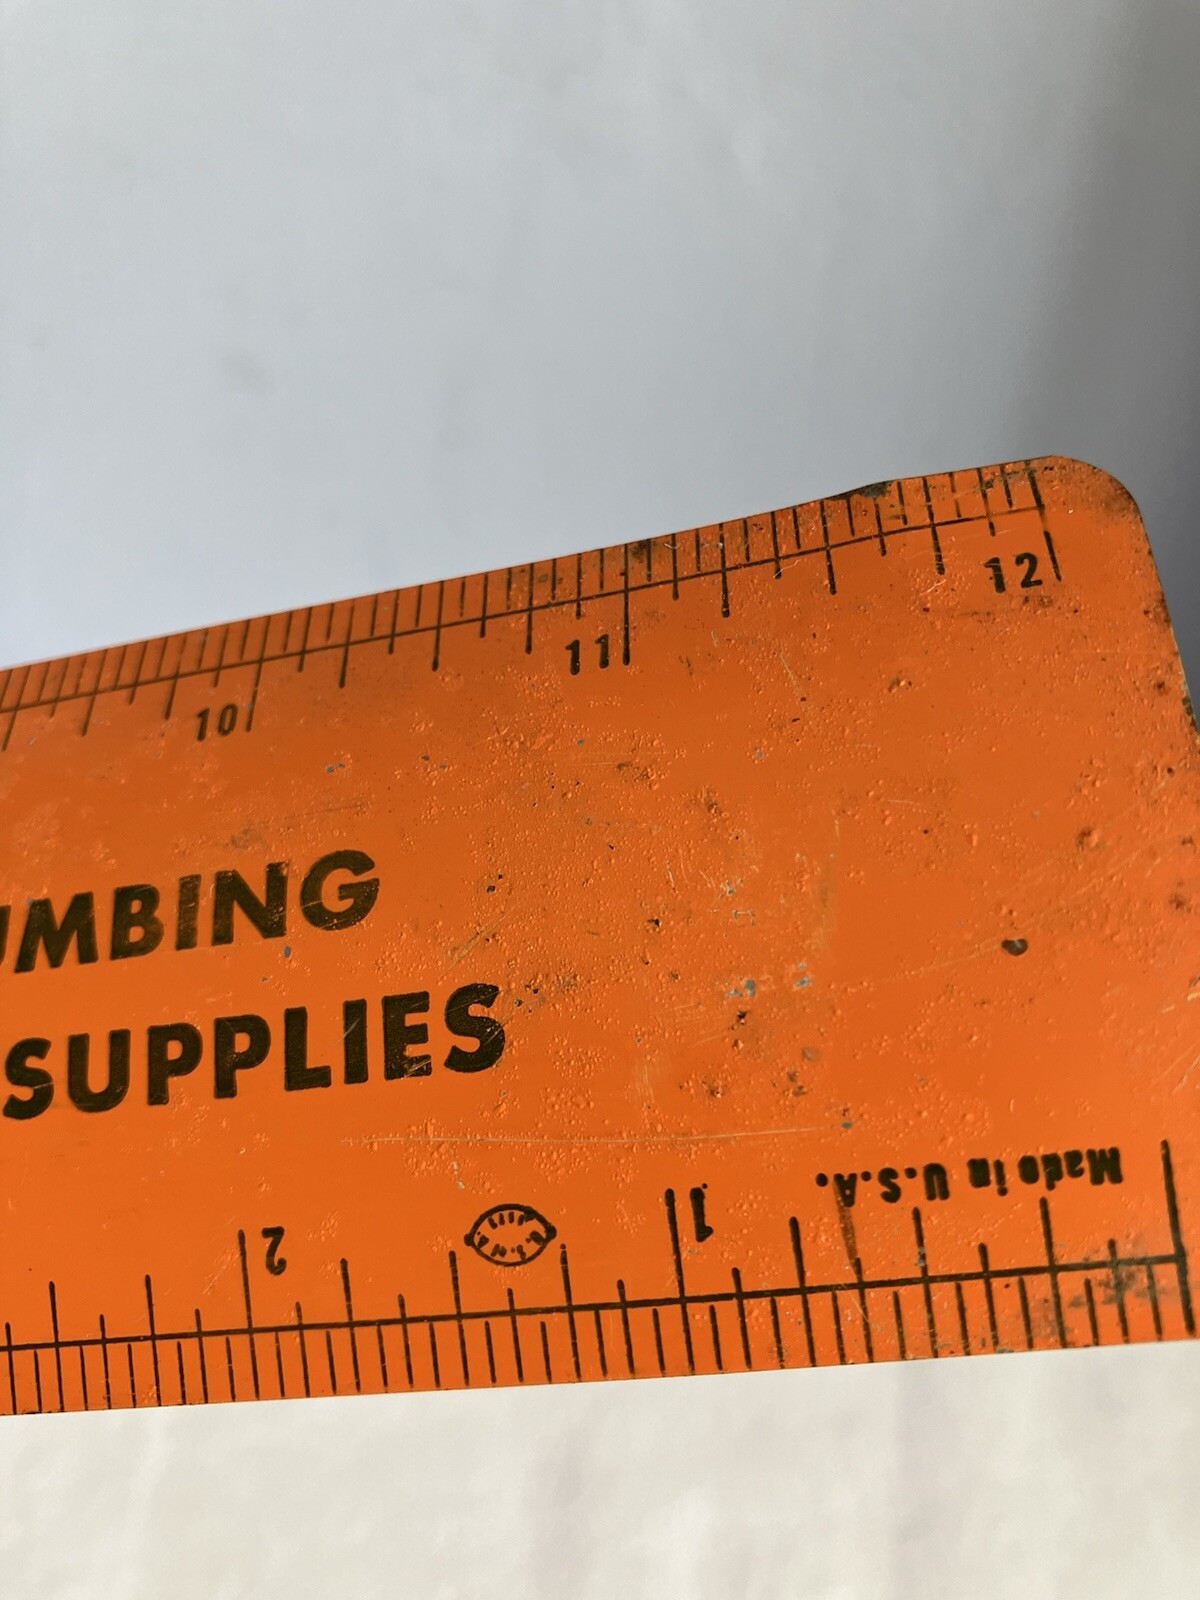 10 11 12
UMBING
SUPPLIES
Made in U.S.A.
2 1